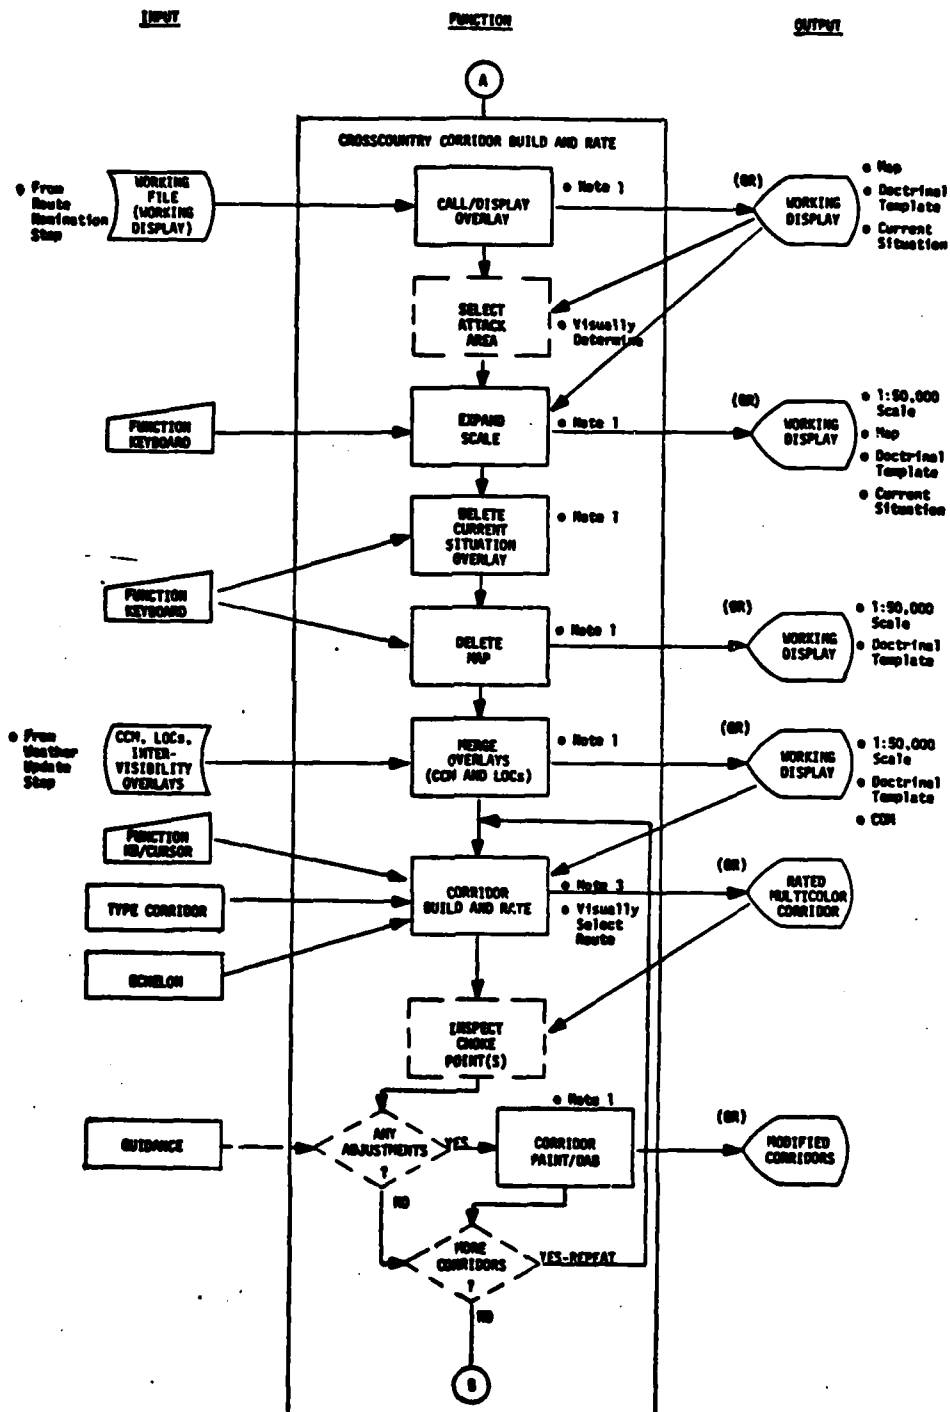 INPUT
FUNCTION
OUTPUT
A
CROSSCOUNTRY CORRIDOR BUILD AND RATE
• From
Route
Nomination
Step
WORKING
FILE
(WORKING
DISPLAY)
CALL/DISPLAY
OVERLAY
• Note 1
(GR)
WORKING
DISPLAY
• Map
• Doctrinal
Template
• Current
Situation
SELECT
ATTACK
AREA
• Visually
Determine
FUNCTION
KEYBOARD
EXPAND
SCALE
• Note 1
(GR)
WORKING
DISPLAY
• 1:50,000
Scale
• Map
• Doctrinal
Template
• Current
Situation
DELETE
CURRENT
SITUATION
OVERLAY
• Note 1
FUNCTION
KEYBOARD
DELETE
MAP
• Note 1
(GR)
WORKING
DISPLAY
• 1:50,000
Scale
• Doctrinal
Template
• From
Weather
Update
Step
CCM, LOCs,
INTER-
VISIBILITY
OVERLAYS
MERGE
OVERLAYS
(CCM AND LOCs)
• Note 1
(GR)
WORKING
DISPLAY
• 1:50,000
Scale
• Doctrinal
Template
• CCM
FUNCTION
KB/CURSOR
TYPE CORRIDOR
ECHELON
CORRIDOR
BUILD AND RATE
• Note 3
• Visually
Select
Route
(GR)
RATED
MULTICOLOR
CORRIDOR
INSPECT
CHOKE
POINT(S)
GUIDANCE
ANY
ADJUSTMENTS
?
YES
NO
• Note 1
CORRIDOR
PAINT/DAB
(GR)
MODIFIED
CORRIDORS
MORE
CORRIDORS
?
YES-REPEAT
NO
B